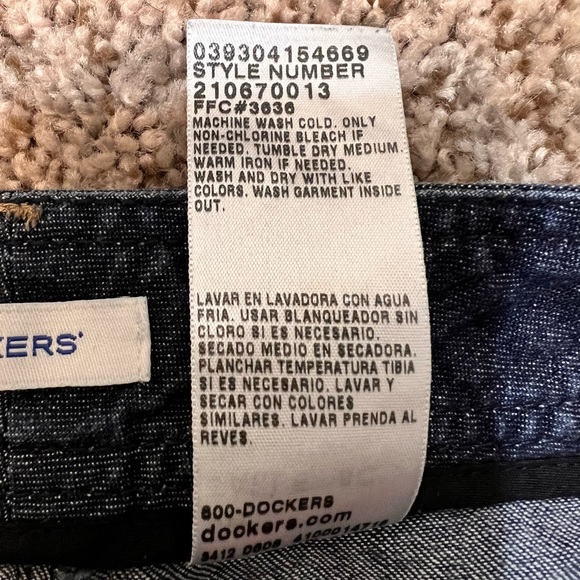 039304154669
STYLE NUMBER
210670013
FFC#3636
MACHINE WASH COLD. ONLY
NON-CHLORINE BLEACH IF
NEEDED. TUMBLE DRY MEDIUM.
WARM IRON IF NEEDED.
WASH AND DRY WITH LIKE
COLORS. WASH GARMENT INSIDE
OUT.
LAVAR EN LAVADORA CON AGUA
FRIA. USAR BLANQUEADOR SIN
CLORO SI ES NECESARIO.
SECADO MEDIO EN SECADORA.
PLANCHAR TEMPERATURA TIBIA
SI ES NECESARIO. LAVAR Y
SECAR CON COLORES
SIMILARES. LAVAR PRENDA AL
REVES.
800-DOCKERS
dockers.com
KERS